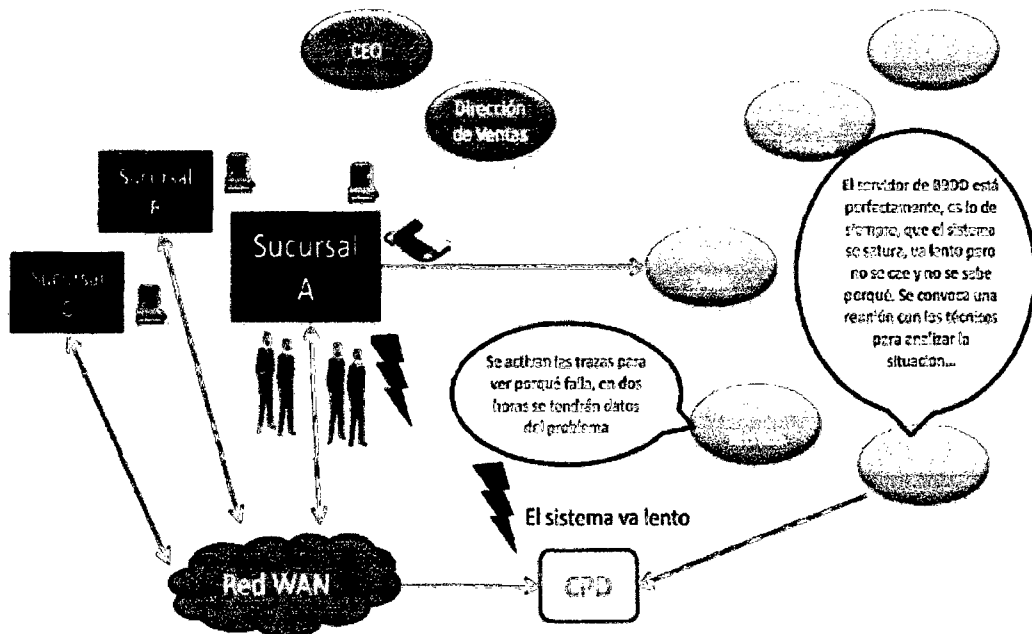 CEO
Dirección
de Ventas
Sucursal
Sucursal
A
Sucursal
El servidor de BBDD está
perfectamente, es lo de
siempre, que el sistema
se satura, va lento pero
no se cae y no se sabe
porqué. Se convoca una
reunión con los técnicos
para analizar la
situación...
Se activan las trazas para
ver porqué falla, en dos
horas se tendrán datos
del problema
El sistema va lento
Red WAN
CPD